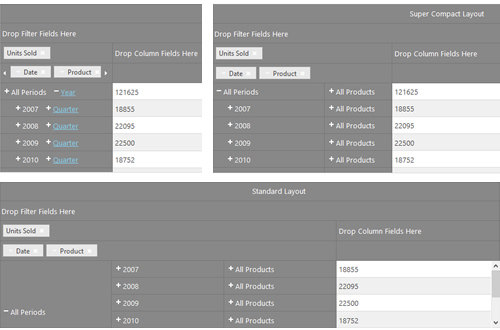 Drop Filter Fields Here
Units Sold
Drop Column Fields Here
Date Product
All Periods Year 121625
2007 Quarter 18855
2008 Quarter 22095
2009 Quarter 22500
2010 Quarter 18752
Super Compact Layout
Drop Filter Fields Here
Units Sold
Drop Column Fields Here
Date Product
All Periods All Products 121625
2007 All Products 18855
2008 All Products 22095
2009 All Products 22500
2010 All Products 18752
Standard Layout
Drop Filter Fields Here
Units Sold
Drop Column Fields Here
Date Product
All Periods
2007 All Products 18855
2008 All Products 22095
2009 All Products 22500
2010 All Products 18752